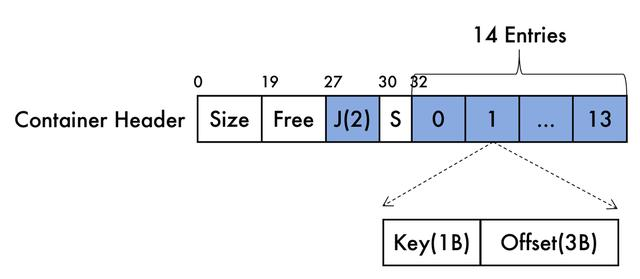 14 Entries
0 19 27 30 32
Container Header Size Free J(2) S 0 1 ... 13
Key(1B) Offset(3B)